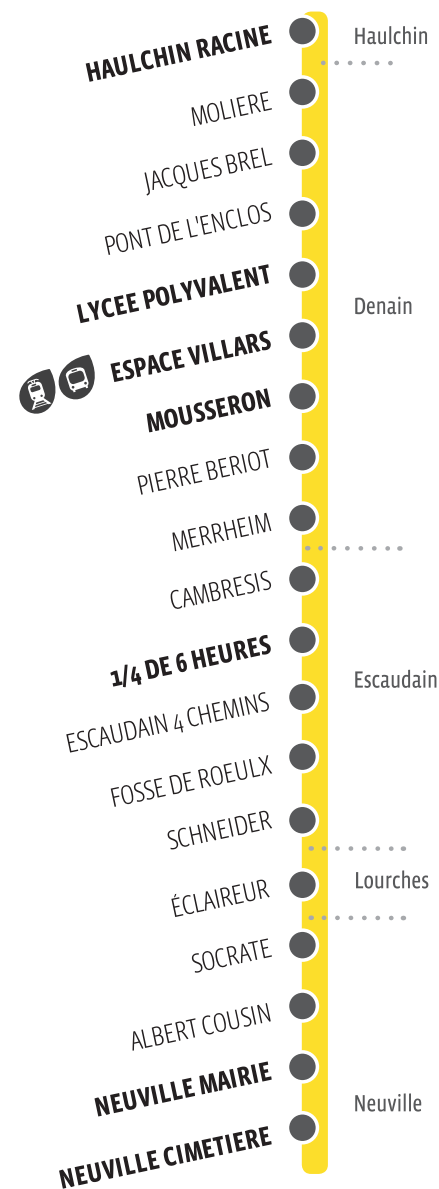 HAULCHIN RACINE
Haulchin
MOLIERE
JACQUES BREL
PONT DE L'ENCLOS
LYCEE POLYVALENT
Denain
ESPACE VILLARS
MOUSSERON
PIERRE BERIOT
MERRHEIM
CAMBRESIS
1/4 DE 6 HEURES
Escaudain
ESCAUDAIN 4 CHEMINS
FOSSE DE ROEULX
SCHNEIDER
Lourches
ÉCLAIREUR
SOCRATE
ALBERT COUSIN
NEUVILLE MAIRIE
Neuville
NEUVILLE CIMETIERE